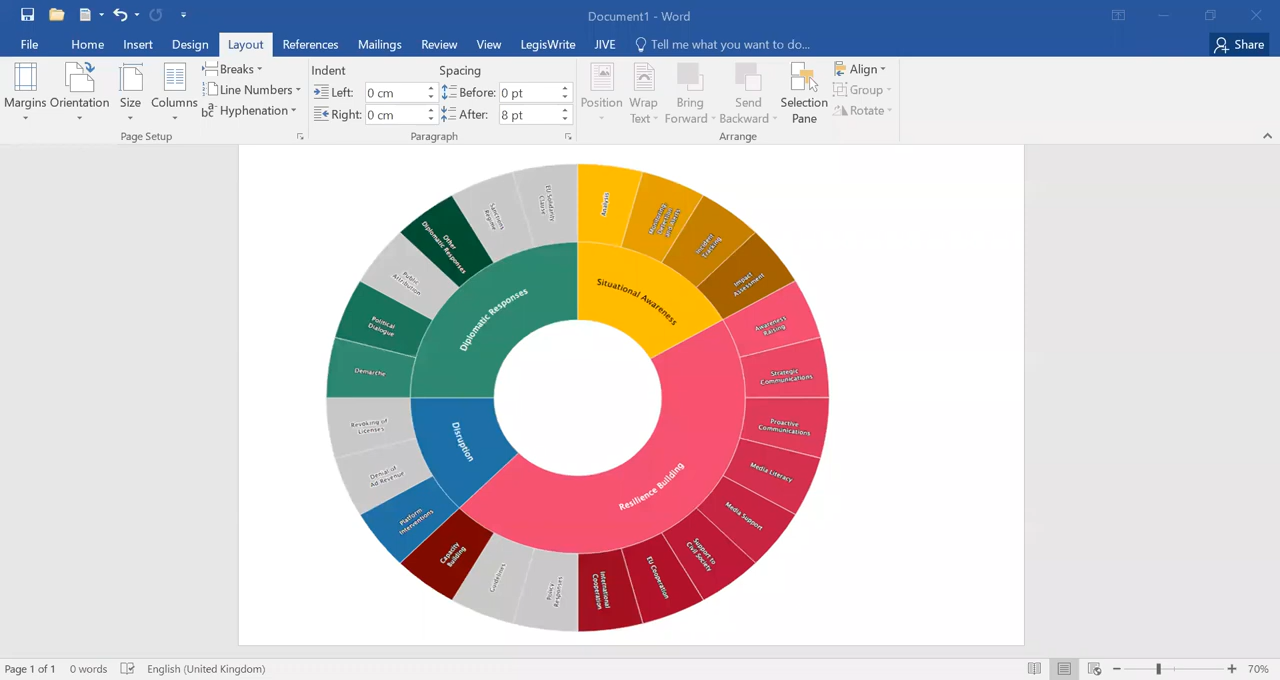 Document1 - Word
File
Home
Insert
Design
Layout
References
Mailings
Review
View
LegisWrite
JIVE
Tell me what you want to do...
Share
Margins
Orientation
Size
Columns
Breaks
Line Numbers
Hyphenation
Page Setup
Indent
Left:
0 cm
Right:
0 cm
Spacing
Before:
0 pt
After:
8 pt
Paragraph
Position
Wrap
Text
Bring
Forward
Send
Backward
Selection
Pane
Align
Group
Rotate
Arrange
Situational Awareness
Analysis
Incident
Tracking
Impact
Assessment
Resilience Building
Awareness
Raising
Strategic
Communications
Proactive
Communications
Media Literacy
Media Support
Support to
Civil Society
EU Cooperation
International
Cooperation
Policy
Responses
Guidelines
Capacity
Building
Disruption
Platform
Interventions
Denial of
Ad Revenue
Revoking of
Licenses
Diplomatic Responses
Demarche
Political
Dialogue
Public
Attribution
Other
Diplomatic Responses
Sanctions
Regime
EU Solidarity
Clause
Page 1 of 1
0 words
English (United Kingdom)
70%